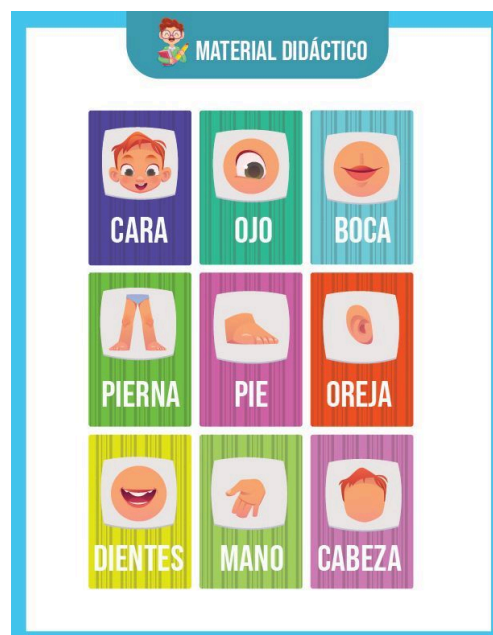 MATERIAL DIDÁCTICO
CARA
OJO
BOCA
PIERNA
PIE
OREJA
DIENTES
MANO
CABEZA